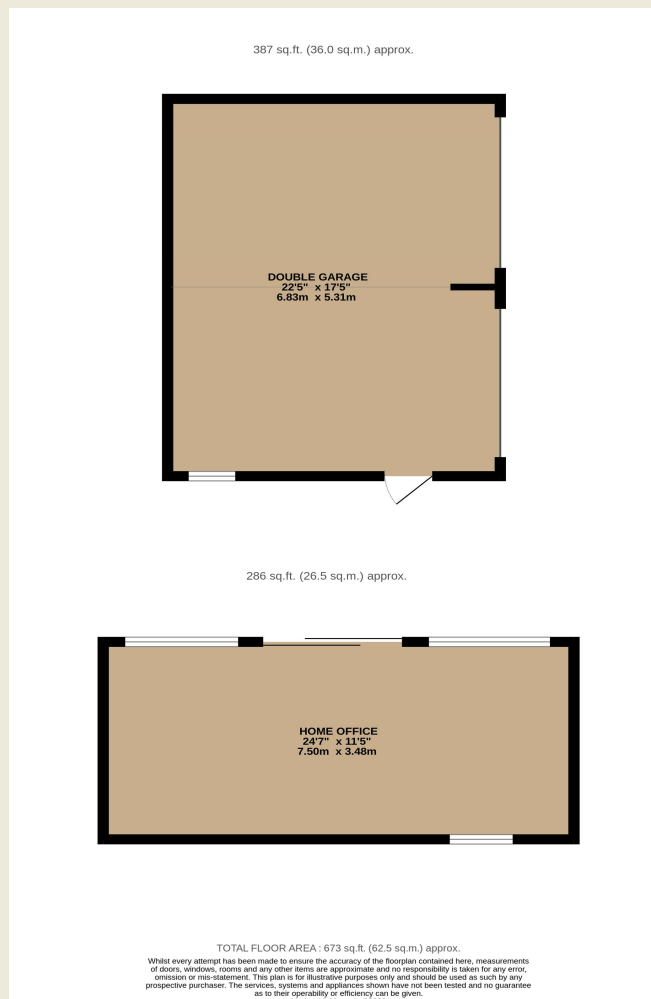 387 sq.ft. (36.0 sq.m.) approx.
DOUBLE GARAGE
22'5" x 17'5"
6.83m x 5.31m
286 sq.ft. (26.5 sq.m.) approx.
HOME OFFICE
24'7" x 11'5"
7.50m x 3.48m
TOTAL FLOOR AREA : 673 sq.ft. (62.5 sq.m.) approx.
Whilst every attempt has been made to ensure the accuracy of the floorplan contained here, measurements
of doors, windows, rooms and any other items are approximate and no responsibility is taken for any error,
omission or mis-statement. This plan is for illustrative purposes only and should be used as such by any
prospective purchaser. The services, systems and appliances shown have not been tested and no guarantee
as to their operability or efficiency can be given.